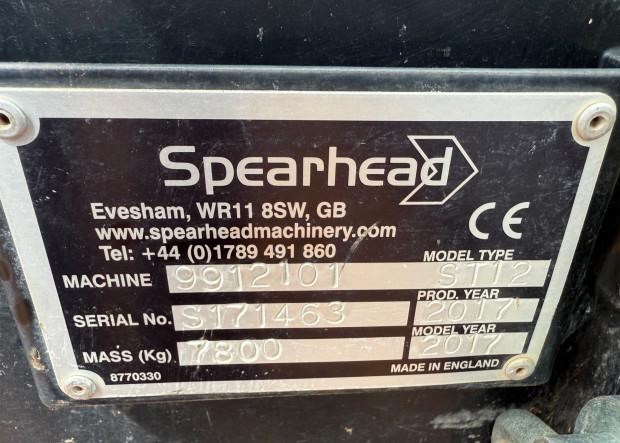 Spearhead
Evesham, WR11 8SW, GB
www.spearheadmachinery.com
Tel: +44 (0)1789 491 860
CE
MACHINE 9912101
MODEL TYPE ST12
SERIAL No. S171463
PROD. YEAR 2017
MASS (Kg) 7800
MODEL YEAR 2017
8770330
MADE IN ENGLAND